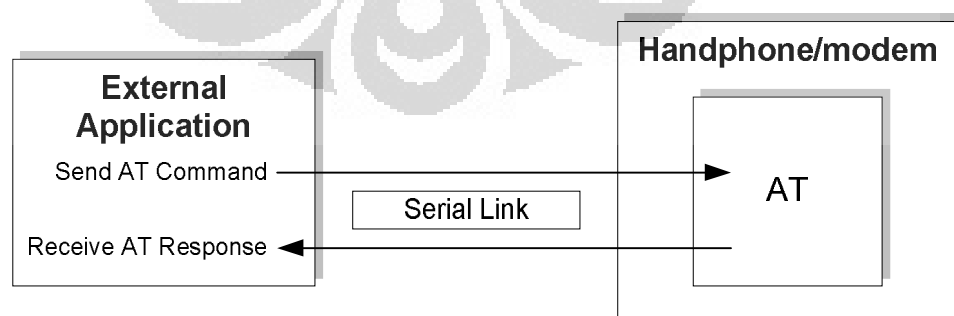 Handphone/modem
External
Application
Send AT Command
AT
Serial Link
Receive AT Response